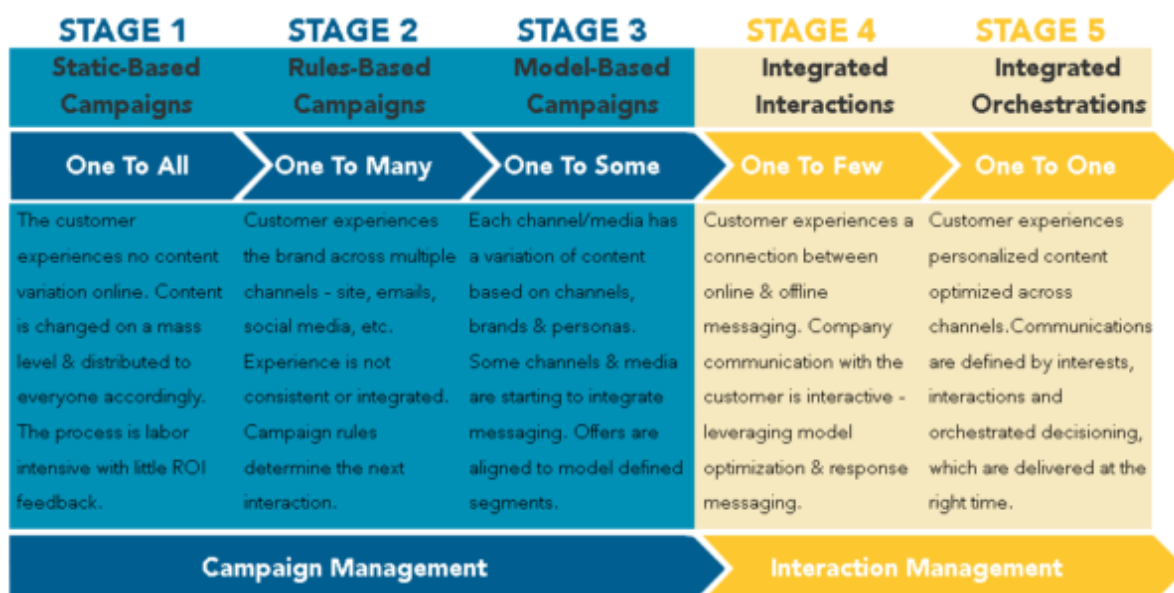 STAGE 1
STAGE 2
STAGE 3
STAGE 4
STAGE 5
Static-Based
Campaigns
Rules-Based
Campaigns
Model-Based
Campaigns
Integrated
Interactions
Integrated
Orchestrations
One To All
One To Many
One To Some
One To Few
One To One
The customer
experiences no content
variation online. Content
is changed on a mass
level & distributed to
everyone accordingly.
The process is labor
intensive with little ROI
feedback.
Customer experiences
the brand across multiple
channels - site, emails,
social media, etc.
Experience is not
consistent or integrated.
Campaign rules
determine the next
interaction.
Each channel/media has
a variation of content
based on channels,
brands & personas.
Some channels & media
are starting to integrate
messaging. Offers are
aligned to model defined
segments.
Customer experiences a
connection between
online & offline
messaging. Company
communication with the
customer is interactive -
leveraging model
optimization & response
messaging.
Customer experiences
personalized content
optimized across
channels.Communications
are defined by interests,
interactions and
orchestrated decisioning,
which are delivered at the
right time.
Campaign Management
Interaction Management